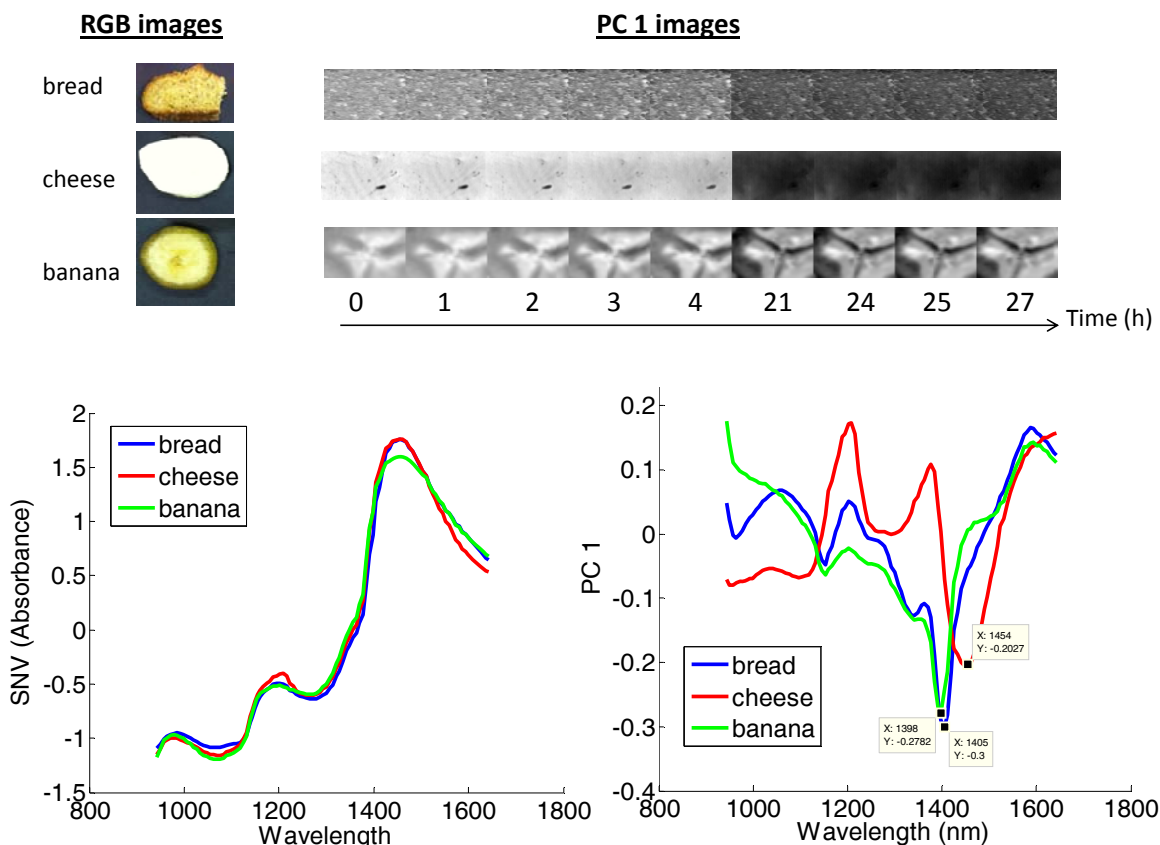 RGB images
PC 1 images
bread
cheese
banana
0 1 2 3 4 21 24 25 27
Time (h)
2
1.5
1
0.5
0
-0.5
-1
-1.5
SNV (Absorbance)
bread
cheese
banana
800 1000 1200 1400 1600 1800
Wavelength
0.2
0.1
0
-0.1
-0.2
-0.3
-0.4
PC 1
bread
cheese
banana
X: 1454
Y: -0.2027
X: 1398
Y: -0.2782
X: 1405
Y: -0.3
800 1000 1200 1400 1600 1800
Wavelength (nm)